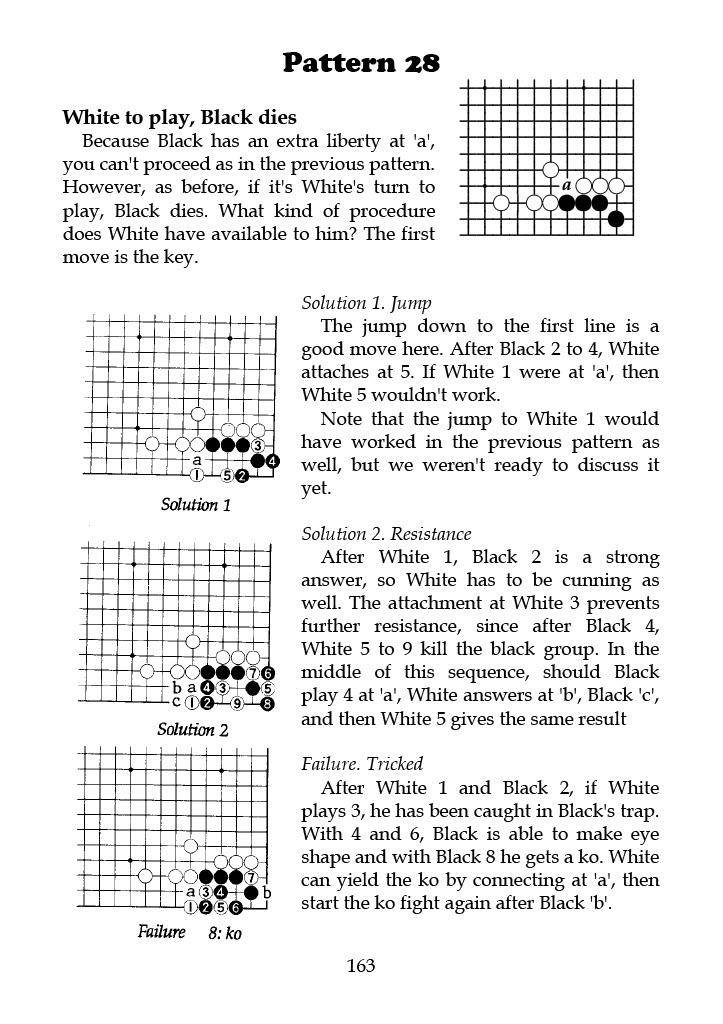 Pattern 28
White to play, Black dies
Because Black has an extra liberty at 'a',
you can't proceed as in the previous pattern.
However, as before, if it's White's turn to
play, Black dies. What kind of procedure
does White have available to him? The first
move is the key.
a
Solution 1. Jump
The jump down to the first line is a
good move here. After Black 2 to 4, White
attaches at 5. If White 1 were at 'a', then
White 5 wouldn't work.
Note that the jump to White 1 would
have worked in the previous pattern as
well, but we weren't ready to discuss it
yet.
3
a 4
1 5 2
Solution 1
Solution 2. Resistance
After White 1, Black 2 is a strong
answer, so White has to be cunning as
well. The attachment at White 3 prevents
further resistance, since after Black 4,
White 5 to 9 kill the black group. In the
middle of this sequence, should Black
play 4 at 'a', White answers at 'b', Black 'c',
and then White 5 gives the same result
7 6
b a 4 3 5
c 1 2 9 8
Solution 2
Failure. Tricked
After White 1 and Black 2, if White
plays 3, he has been caught in Black's trap.
With 4 and 6, Black is able to make eye
shape and with Black 8 he gets a ko. White
can yield the ko by connecting at 'a', then
start the ko fight again after Black 'b'.
7
a 3 4 b
1 2 5 6
Failure 8: ko
163